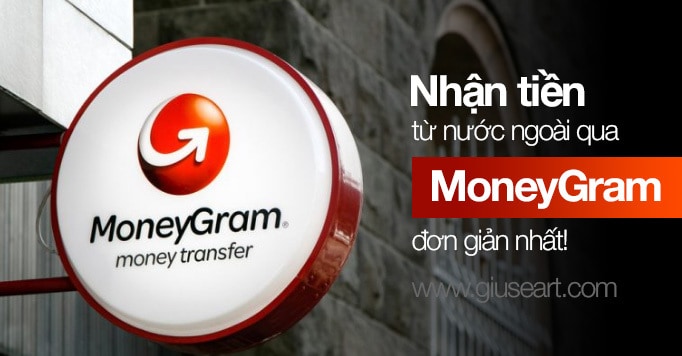 MoneyGram®
money transfer
Nhận tiền
từ nước ngoài qua
MoneyGram
đơn giản nhất!
www.giuseart.com